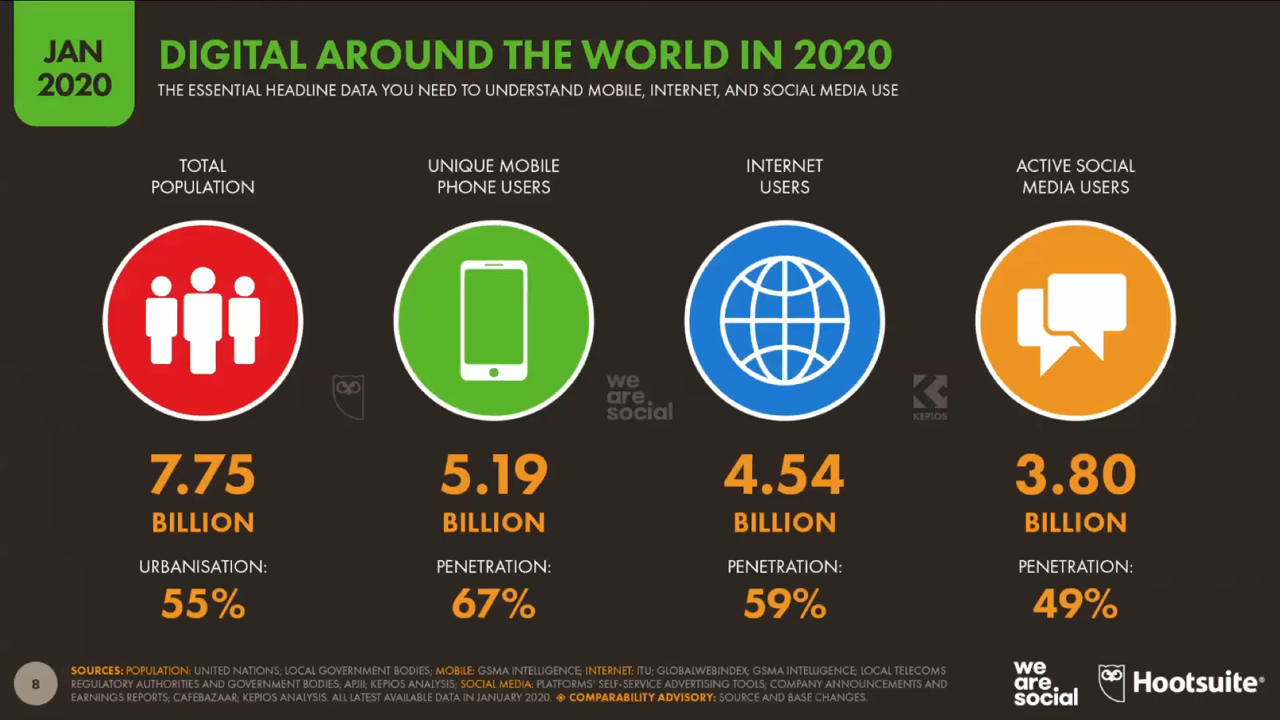 JAN
2020
DIGITAL AROUND THE WORLD IN 2020
THE ESSENTIAL HEADLINE DATA YOU NEED TO UNDERSTAND MOBILE, INTERNET, AND SOCIAL MEDIA USE
TOTAL
POPULATION
UNIQUE MOBILE
PHONE USERS
INTERNET
USERS
ACTIVE SOCIAL
MEDIA USERS
we
are
social
KEPIOS
7.75
BILLION
5.19
BILLION
4.54
BILLION
3.80
BILLION
URBANISATION:
55%
PENETRATION:
67%
PENETRATION:
59%
PENETRATION:
49%
8
SOURCES: POPULATION: UNITED NATIONS; LOCAL GOVERNMENT BODIES; MOBILE: GSMA INTELLIGENCE; INTERNET: ITU; GLOBALWEBINDEX; GSMA INTELLIGENCE; LOCAL TELECOMS
REGULATORY AUTHORITIES AND GOVERNMENT BODIES; APJII; KEPIOS ANALYSIS; SOCIAL MEDIA: PLATFORMS' SELF-SERVICE ADVERTISING TOOLS; COMPANY ANNOUNCEMENTS AND
EARNINGS REPORTS; CAFEBAZAAR; KEPIOS ANALYSIS. ALL LATEST AVAILABLE DATA IN JANUARY 2020. ❖ COMPARABILITY ADVISORY: SOURCE AND BASE CHANGES.
we
are
social
Hootsuite®